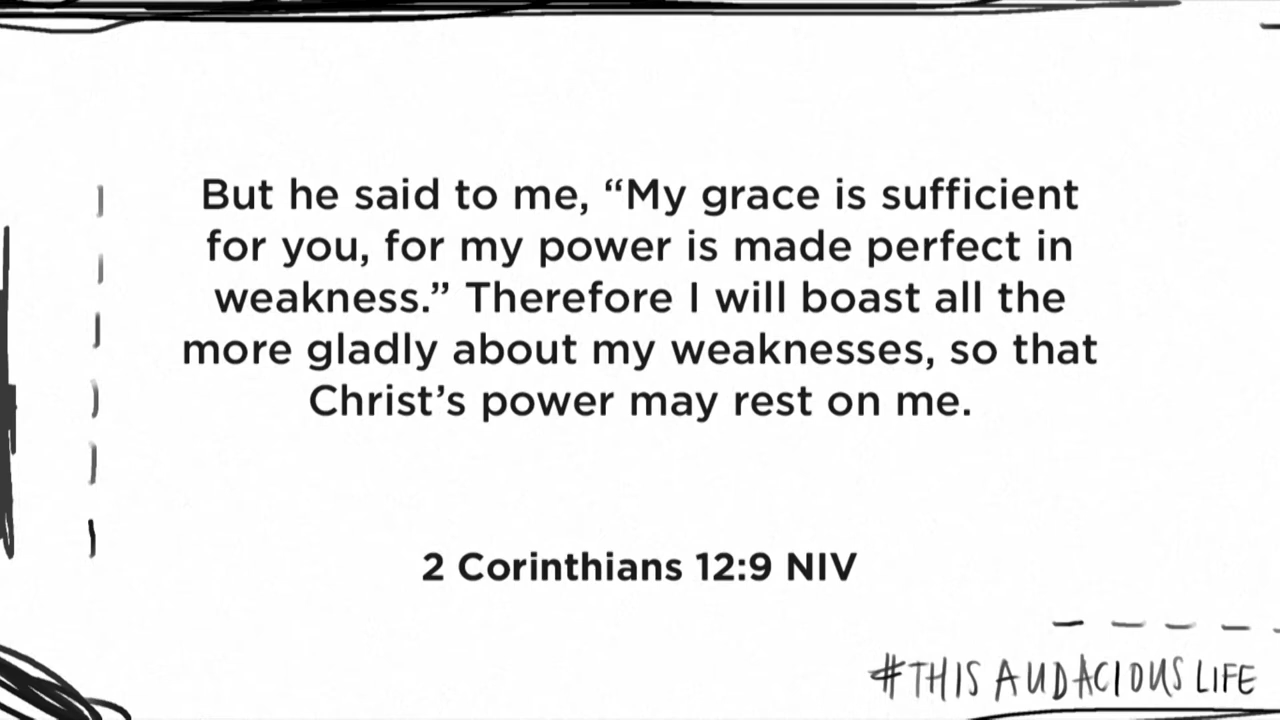 But he said to me, “My grace is sufficient
for you, for my power is made perfect in
weakness.” Therefore I will boast all the
more gladly about my weaknesses, so that
Christ’s power may rest on me.
2 Corinthians 12:9 NIV
#THIS AUDACIOUS LIFE